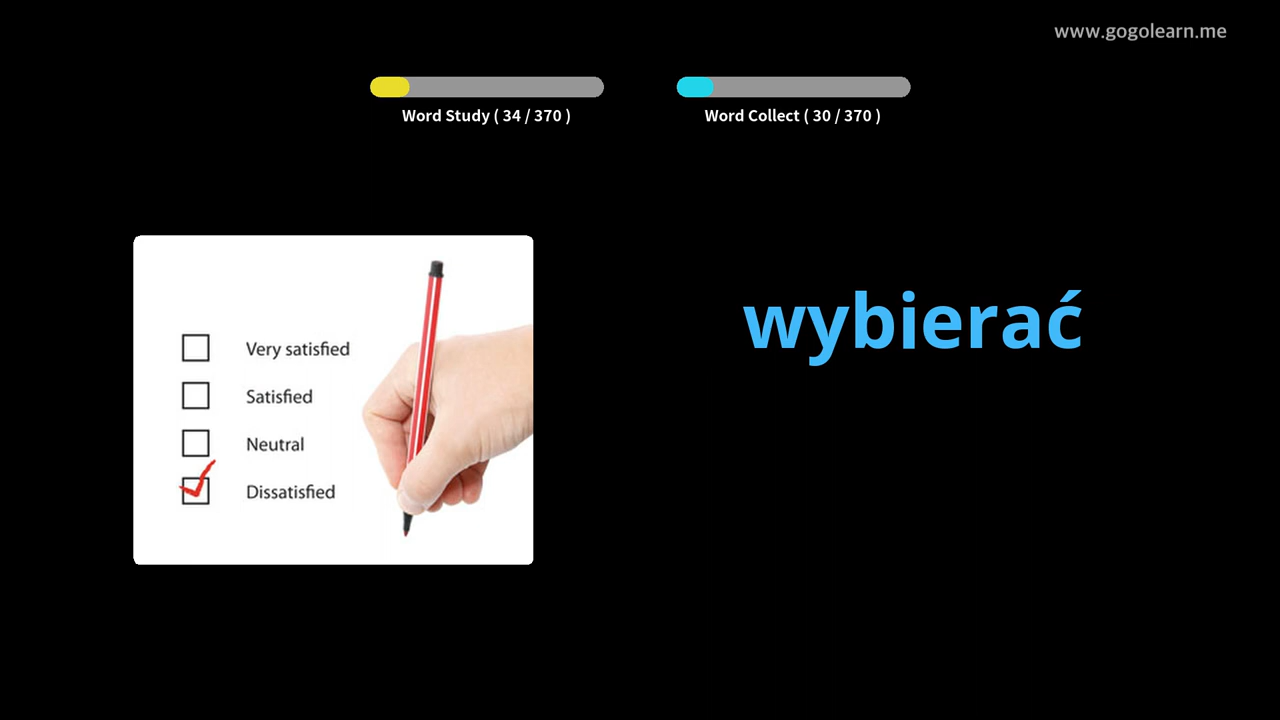 www.gogolearn.me
Word Study ( 34 / 370 )
Word Collect ( 30 / 370 )
wybierać
Very satisfied
Satisfied
Neutral
Dissatisfied